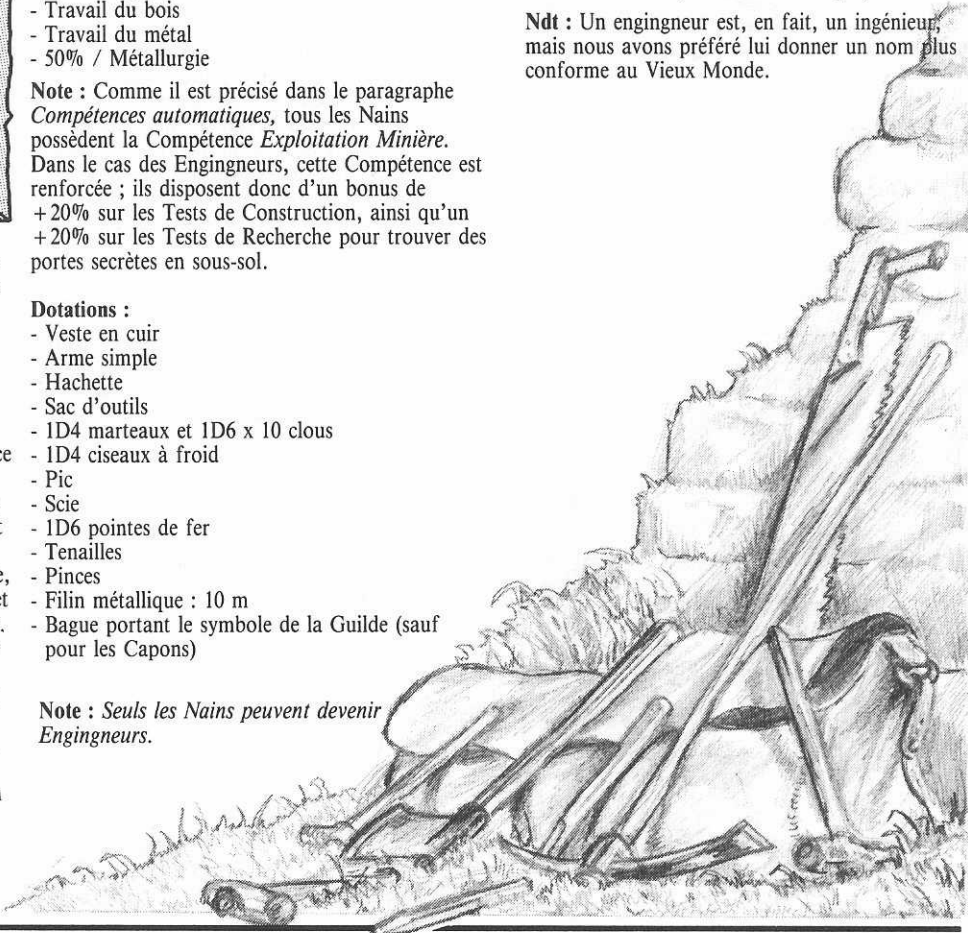 - Travail du bois
- Travail du métal
- 50% / Métallurgie
Note : Comme il est précisé dans le paragraphe
Compétences automatiques, tous les Nains
possèdent la Compétence Exploitation Minière.
Dans le cas des Engingneurs, cette Compétence est
renforcée ; ils disposent donc d'un bonus de
+20% sur les Tests de Construction, ainsi qu'un
+20% sur les Tests de Recherche pour trouver des
portes secrètes en sous-sol.
Dotations :
- Veste en cuir
- Arme simple
- Hachette
- Sac d'outils
- 1D4 marteaux et 1D6 x 10 clous
- 1D4 ciseaux à froid
- Pic
- Scie
- 1D6 pointes de fer
- Tenailles
- Pinces
- Filin métallique : 10 m
- Bague portant le symbole de la Guilde (sauf
pour les Capons)
Note : Seuls les Nains peuvent devenir
Engingneurs.
Ndt : Un engingneur est, en fait, un ingénieur,
mais nous avons préféré lui donner un nom plus
conforme au Vieux Monde.